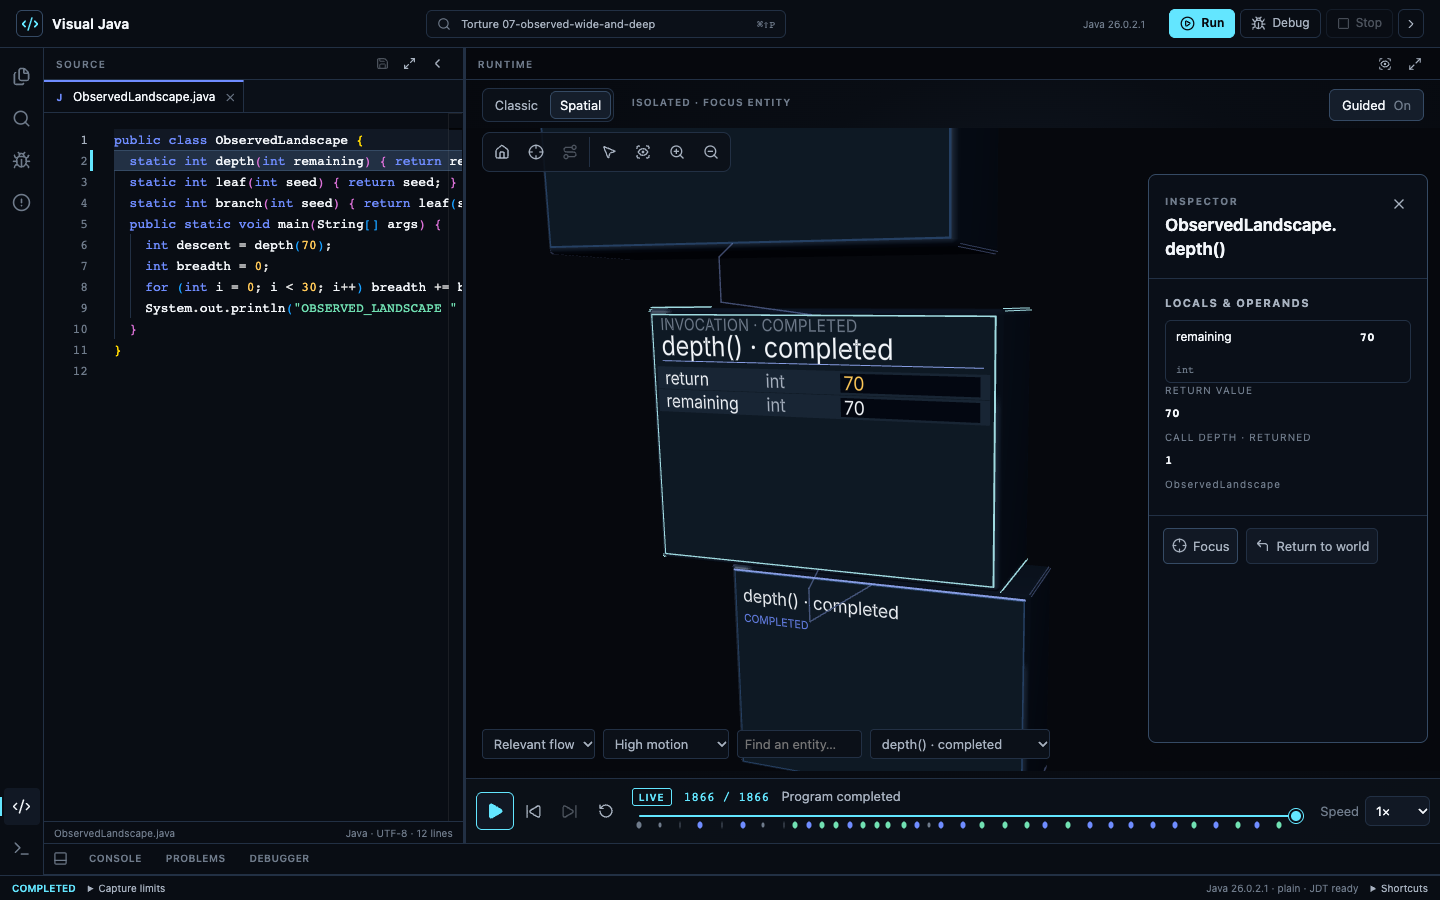 Visual Java
Torture 07-observed-wide-and-deep
⌘⇧P
Java 26.0.2.1
Run
Debug
Stop
SOURCE
RUNTIME
J ObservedLandscape.java
Classic
Spatial
ISOLATED · FOCUS ENTITY
Guided On
1 public class ObservedLandscape {
2 static int depth(int remaining) { return re
3 static int leaf(int seed) { return seed; }
4 static int branch(int seed) { return leaf(s
5 public static void main(String[] args) {
6 int descent = depth(70);
7 int breadth = 0;
8 for (int i = 0; i < 30; i++) breadth += b
9 System.out.println("OBSERVED_LANDSCAPE "
10 }
11 }
12
INVOCATION · COMPLETED
depth() · completed
return int 70
remaining int 70
depth() · completed
COMPLETED
INSPECTOR
ObservedLandscape.
depth()
LOCALS & OPERANDS
remaining 70
int
RETURN VALUE
70
CALL DEPTH · RETURNED
1
ObservedLandscape
Focus
Return to world
Relevant flow
High motion
Find an entity...
depth() · completed
LIVE 1866 / 1866 Program completed
Speed 1×
ObservedLandscape.java
Java · UTF-8 · 12 lines
CONSOLE
PROBLEMS
DEBUGGER
COMPLETED
Capture limits
Java 26.0.2.1 · plain · JDT ready
Shortcuts